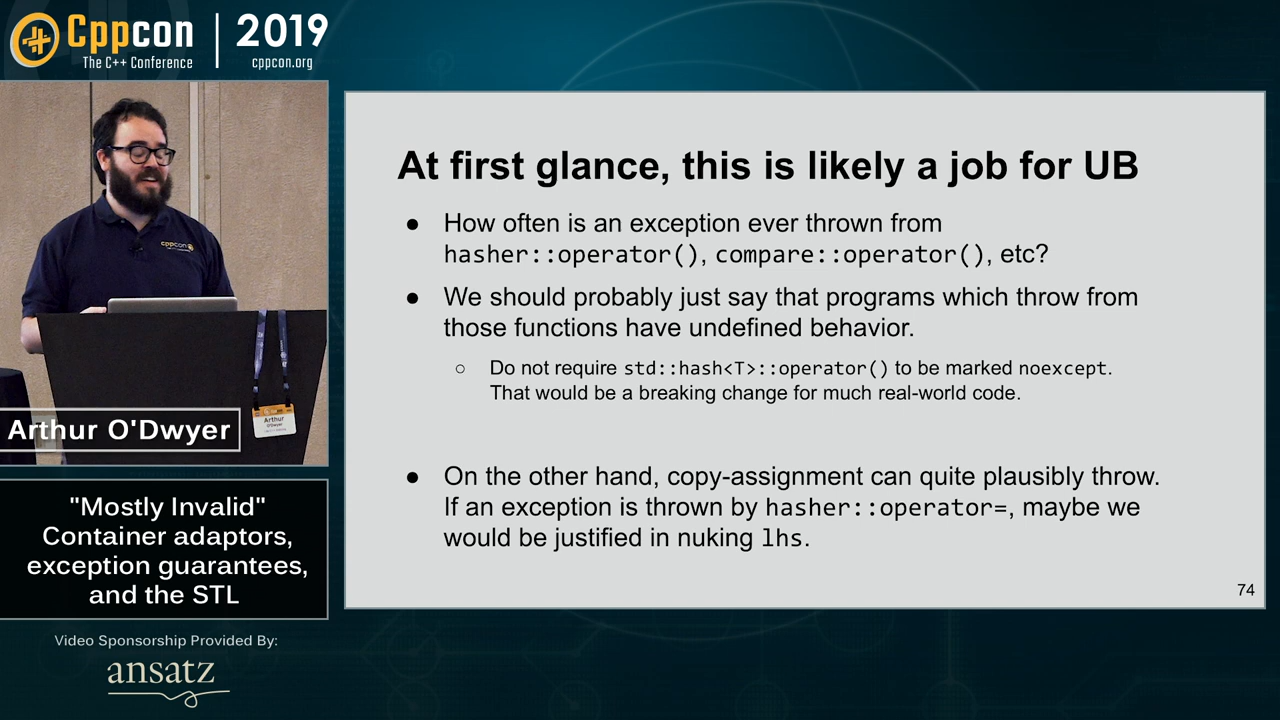 Cppcon | 2019
The C++ Conference cppcon.org
At first glance, this is likely a job for UB
● How often is an exception ever thrown from
hasher::operator(), compare::operator(), etc?
● We should probably just say that programs which throw from
those functions have undefined behavior.
○ Do not require std::hash<T>::operator() to be marked noexcept.
That would be a breaking change for much real-world code.
● On the other hand, copy-assignment can quite plausibly throw.
If an exception is thrown by hasher::operator=, maybe we
would be justified in nuking lhs.
74
cppcon
Arthur
O'Dwyer
Arthur O'Dwyer
"Mostly Invalid"
Container adaptors,
exception guarantees,
and the STL
Video Sponsorship Provided By:
ansatz